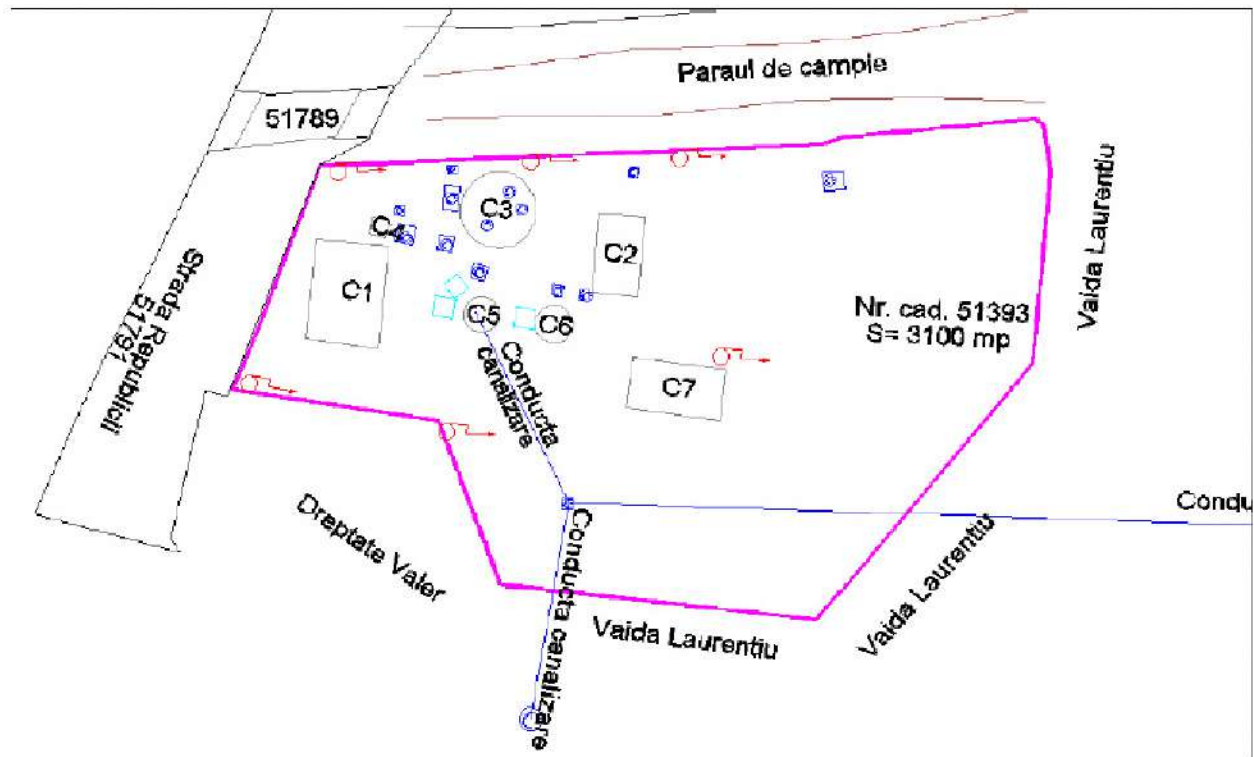 Paraul de campie
51789
C3
C4
C2
C1
Vaida Laurentiu
Strada Republicii
51791
Nr. cad. 51393
S= 3100 mp
C5
C6
Conducta
canalizare
C7
Condu
Dreptate Valer
Conducta canalizare
Vaida Laurentiu
Vaida Laurentiu